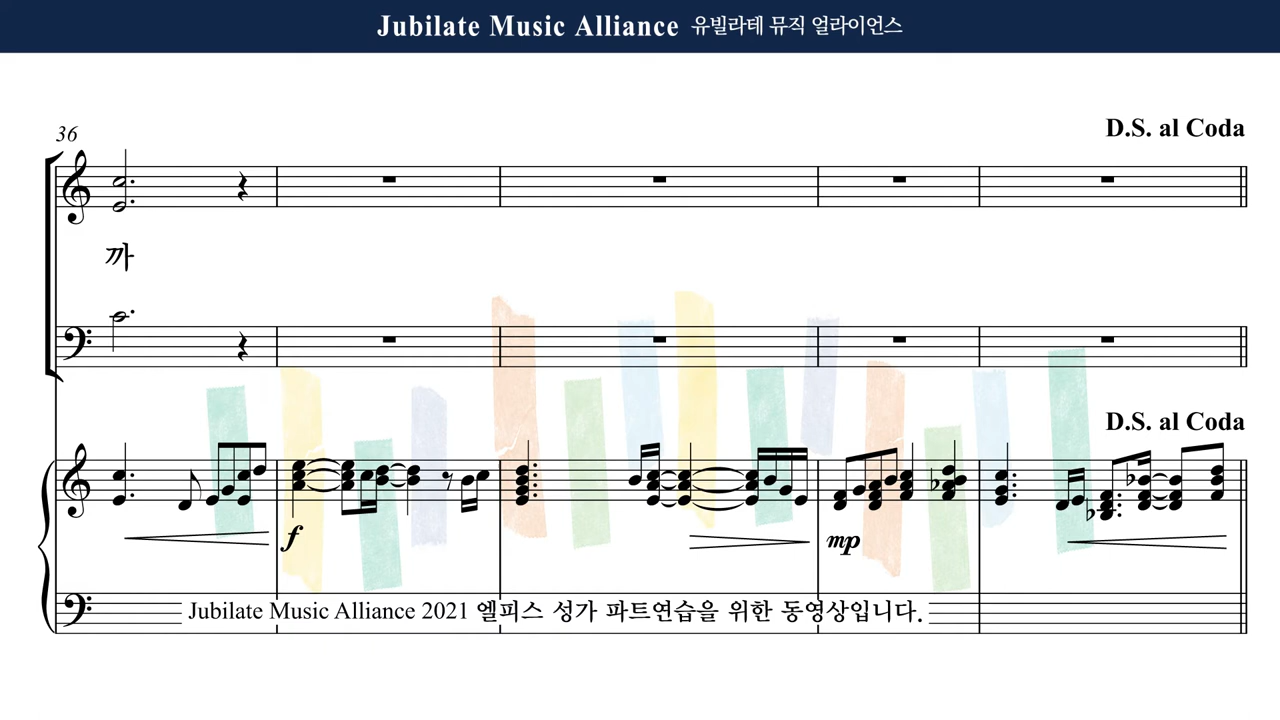 Jubilate Music Alliance 유빌라테 뮤직 얼라이언스
36
D.S. al Coda
까
D.S. al Coda
f
mp
Jubilate Music Alliance 2021 엘피스 성가 파트연습을 위한 동영상입니다.